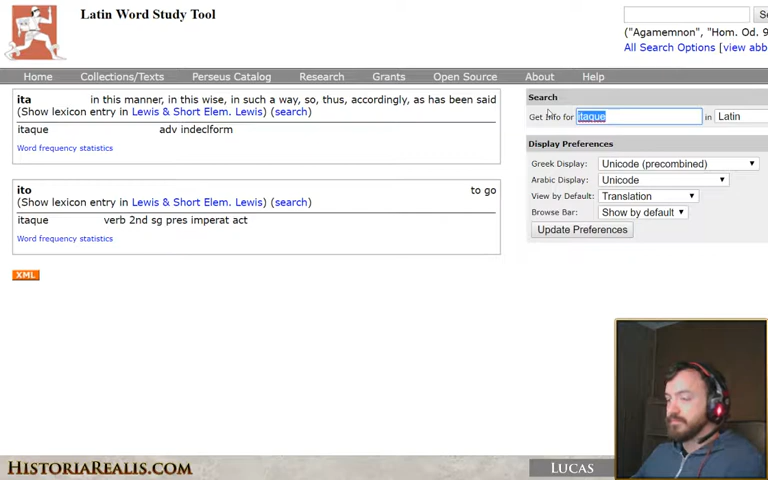 Latin Word Study Tool
("Agamemnon", "Hom. Od. 9
All Search Options [view abb
Home Collections/Texts Perseus Catalog Research Grants Open Source About Help
ita in this manner, in this wise, in such a way, so, thus, accordingly, as has been said
(Show lexicon entry in Lewis & Short Elem. Lewis) (search)
itaque adv indeclform
Word frequency statistics
ito to go
(Show lexicon entry in Lewis & Short Elem. Lewis) (search)
itaque verb 2nd sg pres imperat act
Word frequency statistics
XML
Search
Get Info for itaque in Latin
Display Preferences
Greek Display: Unicode (precombined)
Arabic Display: Unicode
View by Default: Translation
Browse Bar: Show by default
Update Preferences
HistoriaRealis.com
Lucas